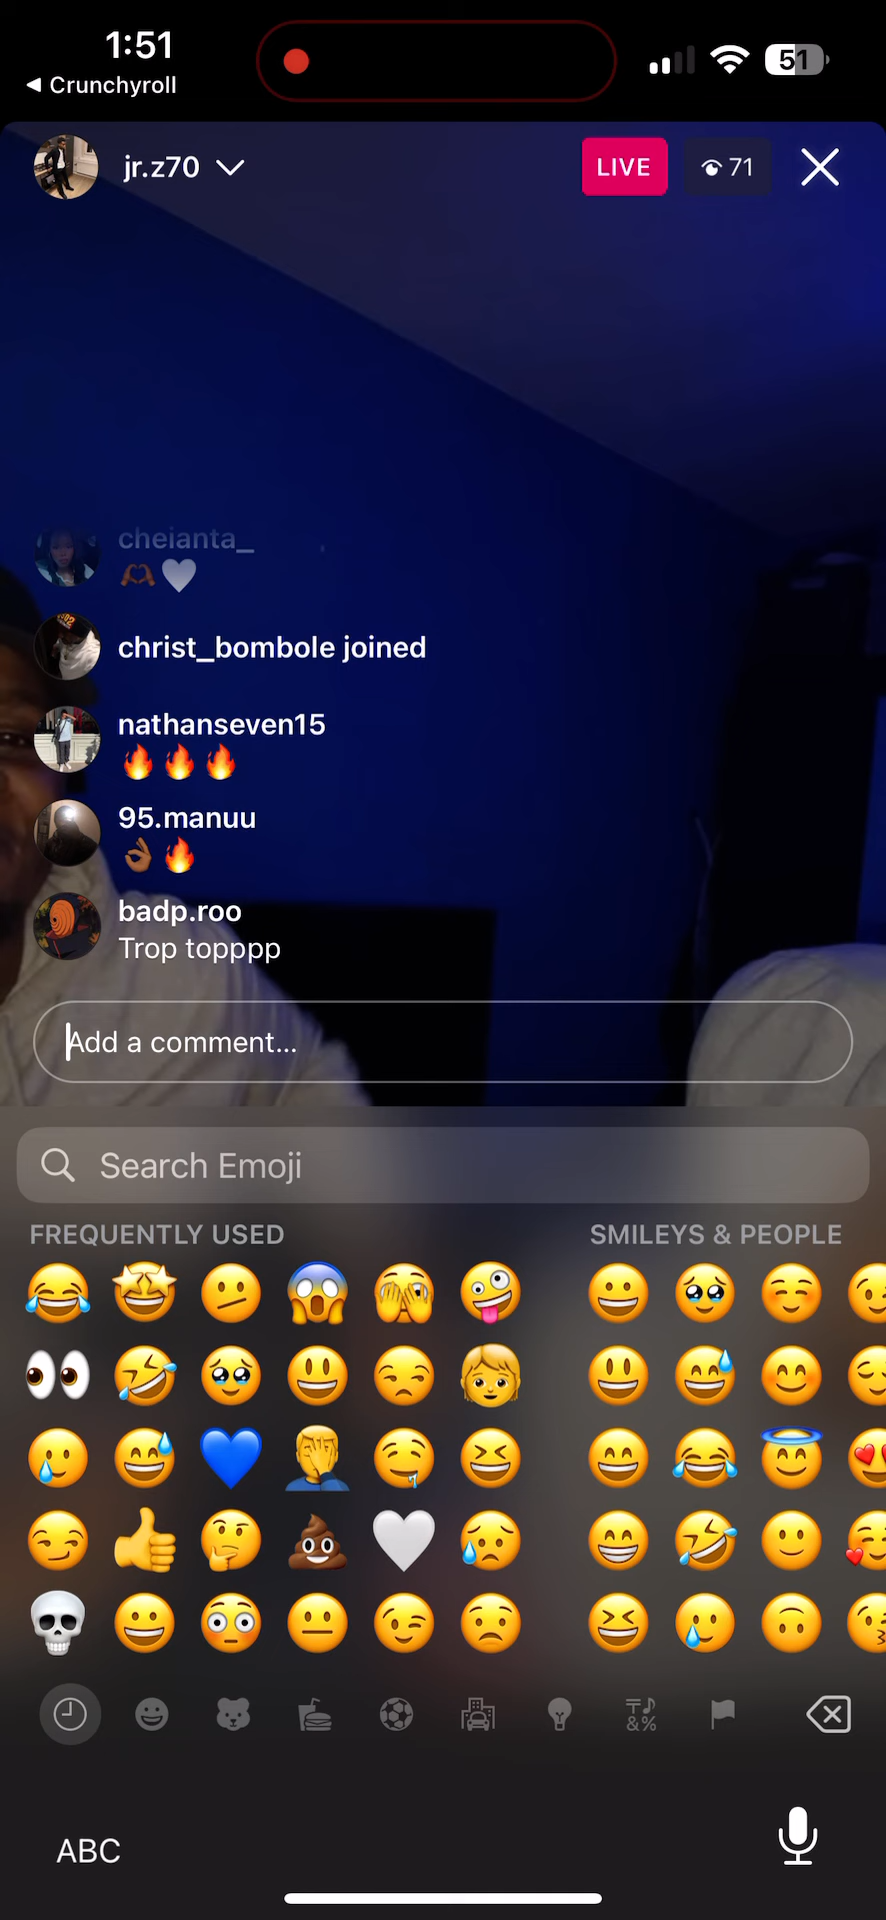 1:51
51
◀ Crunchyroll
jr.z70
LIVE
71
cheianta_
christ_bombole joined
nathanseven15
95.manuu
badp.roo
Trop topppp
Add a comment...
Search Emoji
FREQUENTLY USED
SMILEYS & PEOPLE
ABC